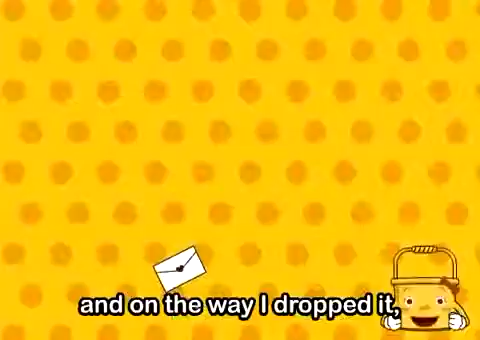 and on the way I dropped it,